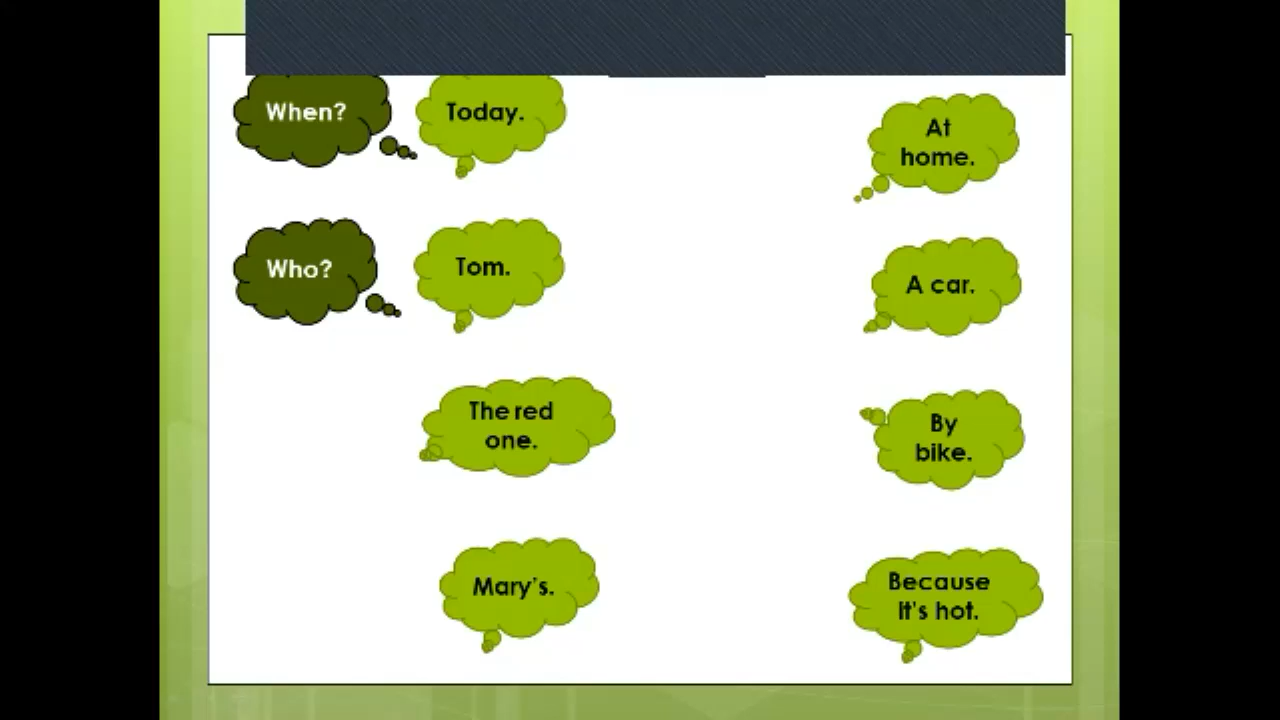 When?
Today.
At
home.
Who?
Tom.
A car.
The red
one.
By
bike.
Mary's.
Because
it's hot.